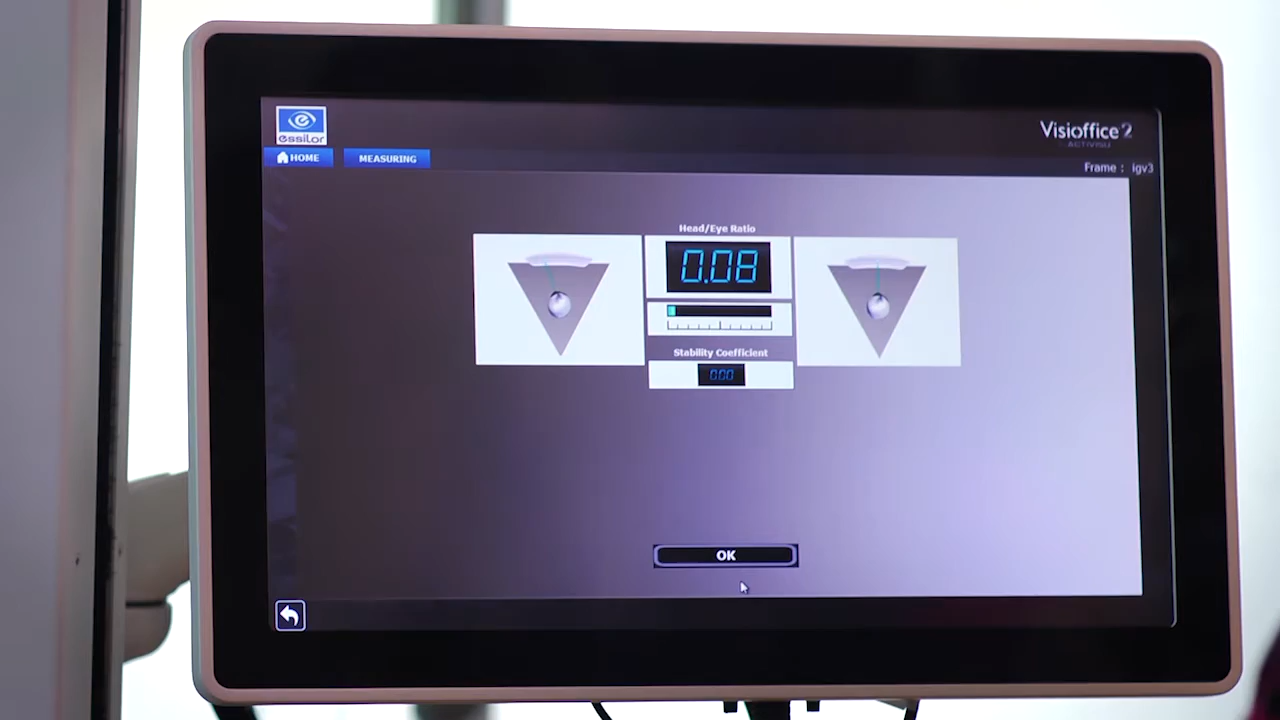 essilor
Visioffice 2
ACTIVISU
HOME
MEASURING
Frame : igv3
Head/Eye Ratio
0.08
Stability Coefficient
0.00
OK